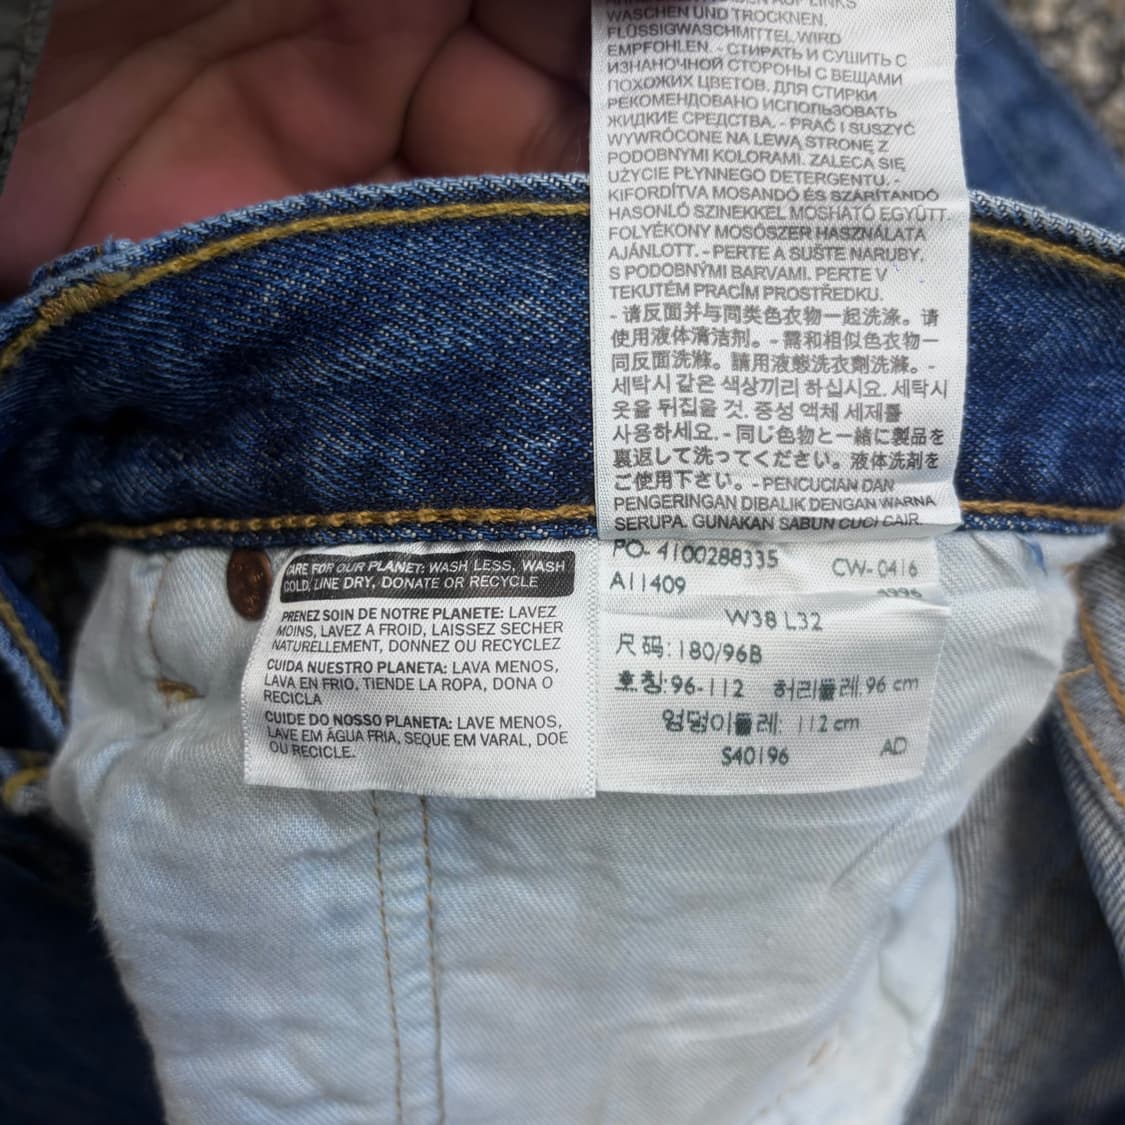 WASCHEN UND TROCKNEN.
FLÜSSIGWASCHMITTEL WIRD
EMPFOHLEN. - СТИРАТЬ И СУШИТЬ С
ИЗНАНОЧНОЙ СТОРОНЫ С ВЕЩАМИ
ПОХОЖИХ ЦВЕТОВ. ДЛЯ СТИРКИ
РЕКОМЕНДОВАНО ИСПОЛЬЗОВАТЬ
ЖИДКИЕ СРЕДСТВА. - PRAĆ I SUSZYĆ
WYWRÓCONE NA LEWĄ STRONĘ Z
PODOBNYMI KOLORAMI. ZALECA SIĘ
UŻYCIE PŁYNNEGO DETERGENTU. -
KIFORDÍTVA MOSANDÓ ÉS SZÁRÍTANDÓ
HASONLÓ SZINEKKEL MOSHATÓ EGYÜTT.
FOLYÉKONY MOSÓSZER HASZNÁLATA
AJÁNLOTT. - PERTE A SUŠTE NARUBY,
S PODOBNÝMI BARVAMI. PERTE V
TEKUTÉM PRACÍM PROSTŘEDKU.
- 请反面并与同类色衣物一起洗涤。请
使用液体清洁剂。- 需和相似色衣物一
同反面洗滌。請用液態洗衣劑洗滌。-
세탁시 같은 색상끼리 하십시요. 세탁시
옷을 뒤집을 것. 중성 액체 세제를
사용하세요. - 同じ色物と一緒に製品を
裏返して洗ってください。液体洗剤を
ご使用下さい。- PENCUCIAN DAN
PENGERINGAN DIBALIK DENGAN WARNA
SERUPA. GUNAKAN SABUN CUCI CAIR.
CARE FOR OUR PLANET: WASH LESS, WASH
COLD, LINE DRY, DONATE OR RECYCLE
PRENEZ SOIN DE NOTRE PLANETE: LAVEZ
MOINS, LAVEZ A FROID, LAISSEZ SECHER
NATURELLEMENT, DONNEZ OU RECYCLEZ
CUIDA NUESTRO PLANETA: LAVA MENOS,
LAVA EN FRIO, TIENDE LA ROPA, DONA O
RECICLA
CUIDE DO NOSSO PLANETA: LAVE MENOS,
LAVE EM ÁGUA FRIA, SEQUE EM VARAL, DOE
OU RECICLE.
PO- 4100288335 CW- 0416
A11409 4996
W38 L32
尺码:180/96B
호칭:96-112 허리둘레.96 cm
엉덩이둘레: 112 cm
S40196 AD